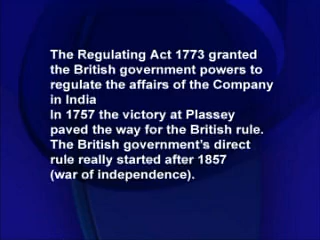 The Regulating Act 1773 granted
the British government powers to
regulate the affairs of the Company
in India
In 1757 the victory at Plassey
paved the way for the British rule.
The British government's direct
rule really started after 1857
(war of independence).